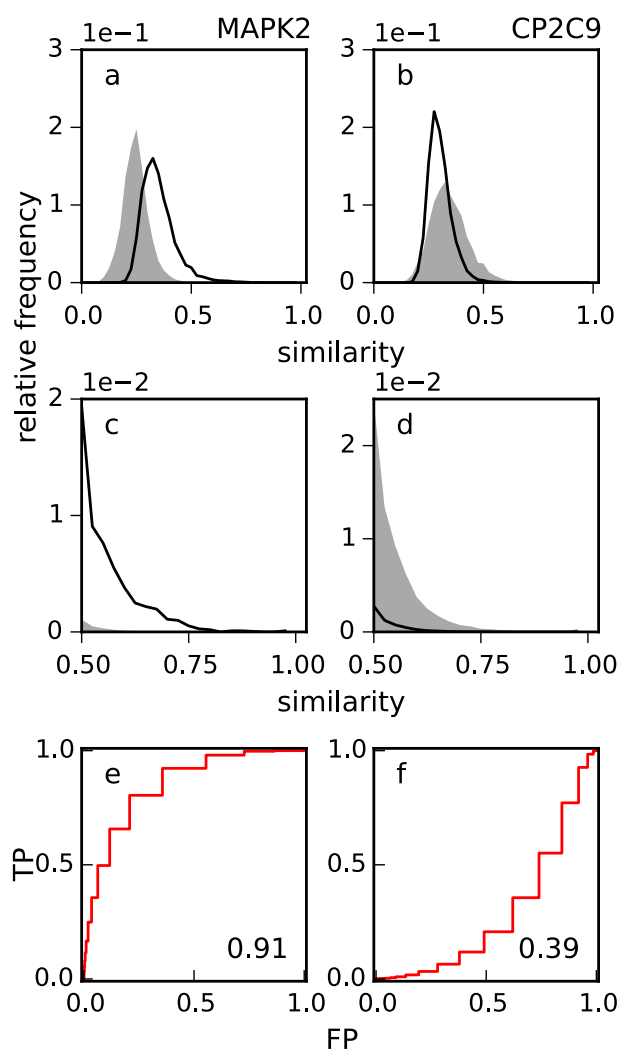 MAPK2 CP2C9
1e−1 1e−1
a b
3 3
2 2
1 1
0 0
0.0 0.5 1.0 0.0 0.5 1.0
similarity similarity
relative frequency
1e−2 1e−2
c d
2 2
1 1
0 0
0.50 0.75 1.00 0.50 0.75 1.00
similarity similarity
e f
1.0 1.0
TP
0.5 0.5
0.91 0.39
0.0 0.0
0.0 0.5 1.0 0.0 0.5 1.0
FP